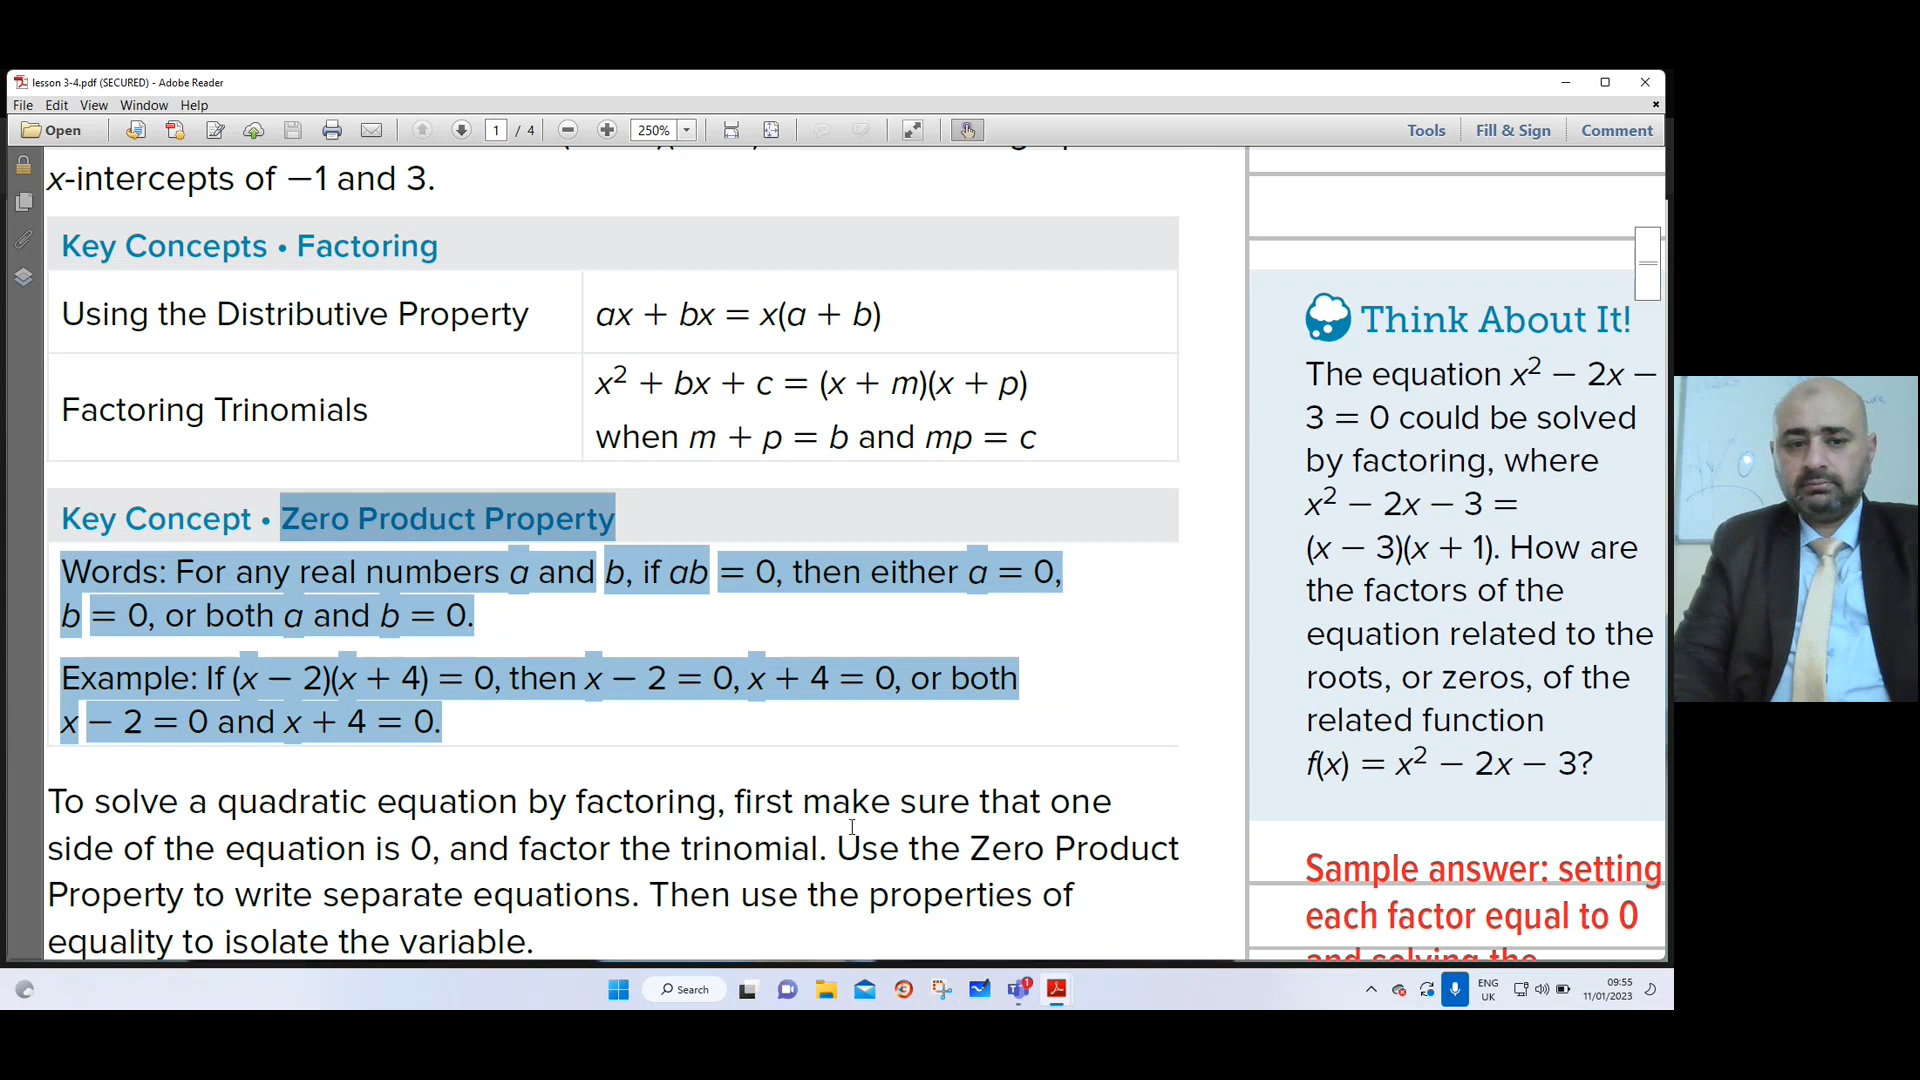 lesson 3-4.pdf (SECURED) - Adobe Reader
File Edit View Window Help
Open 1 / 4 250% Tools Fill & Sign Comment
x-intercepts of −1 and 3.
Key Concepts • Factoring
Using the Distributive Property ax + bx = x(a + b)
Factoring Trinomials
x² + bx + c = (x + m)(x + p)
when m + p = b and mp = c
Key Concept • Zero Product Property
Words: For any real numbers a and b, if ab = 0, then either a = 0,
b = 0, or both a and b = 0.
Example: If (x − 2)(x + 4) = 0, then x − 2 = 0, x + 4 = 0, or both
x − 2 = 0 and x + 4 = 0.
To solve a quadratic equation by factoring, first make sure that one
side of the equation is 0, and factor the trinomial. Use the Zero Product
Property to write separate equations. Then use the properties of
equality to isolate the variable.
Think About It!
The equation x² − 2x −
3 = 0 could be solved
by factoring, where
x² − 2x − 3 =
(x − 3)(x + 1). How are
the factors of the
equation related to the
roots, or zeros, of the
related function
f(x) = x² − 2x − 3?
Sample answer: setting
each factor equal to 0
and solving the
Search
1
ENG
UK
09:55
11/01/2023